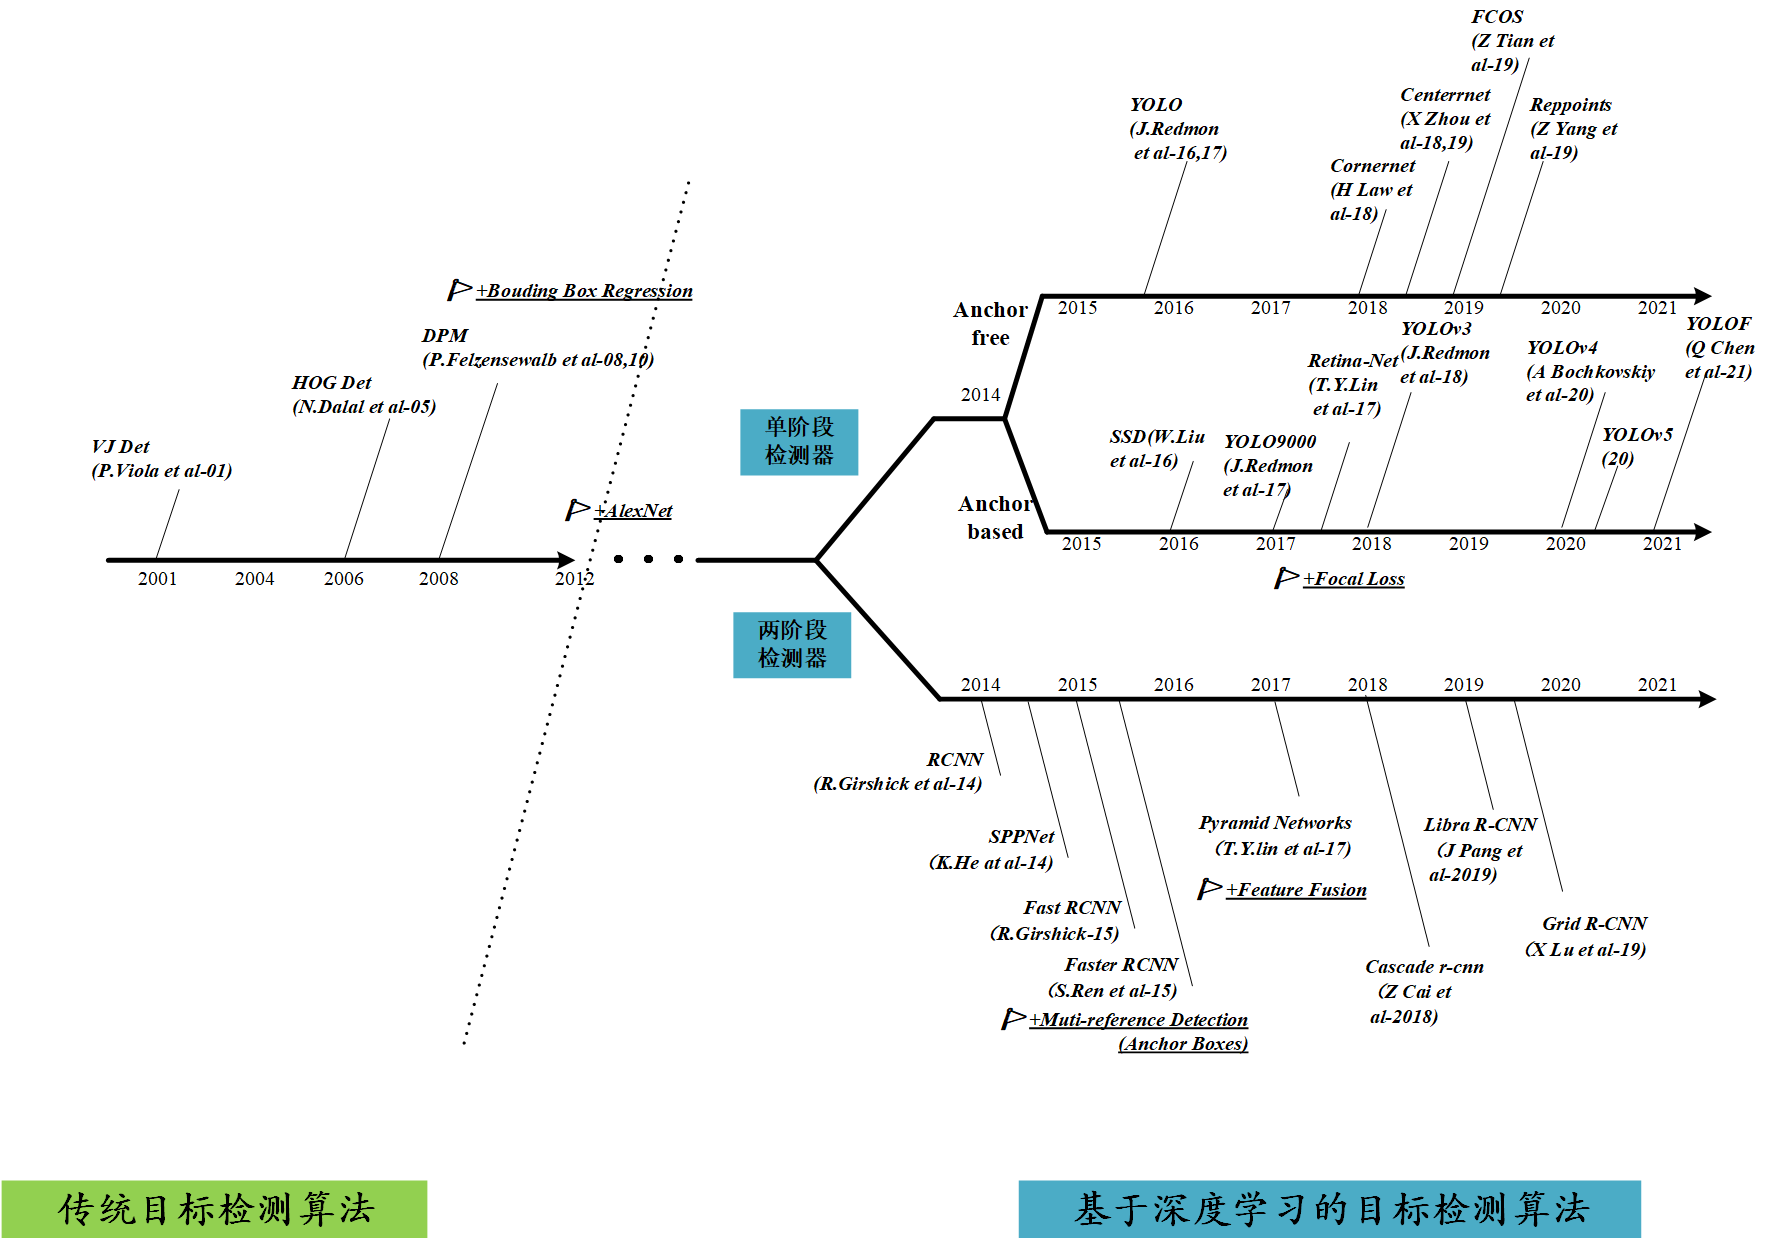 FCOS
(Z Tian et
al-19)
YOLO
(J.Redmon
et al-16,17)
Centerrnet
(X Zhou et
al-18,19)
Reppoints
(Z Yang et
al-19)
Cornernet
(H Law et
al-18)
+Bouding Box Regression
DPM
(P.Felzensewalb et al-08,10)
HOG Det
(N.Dalal et al-05)
VJ Det
(P.Viola et al-01)
+AlexNet
2001 2004 2006 2008 2012
单阶段
检测器
两阶段
检测器
2014
Anchor
free
2015 2016 2017 2018 2019 2020 2021
Anchor
based
SSD(W.Liu
et al-16)
YOLO9000
(J.Redmon
et al-17)
Retina-Net
(T.Y.Lin
et al-17)
YOLOv3
(J.Redmon
et al-18)
YOLOv4
(A Bochkovskiy
et al-20)
YOLOv5
(20)
YOLOF
(Q Chen
et al-21)
2015 2016 2017 2018 2019 2020 2021
+Focal Loss
2014 2015 2016 2017 2018 2019 2020 2021
RCNN
(R.Girshick et al-14)
SPPNet
(K.He at al-14)
Fast RCNN
(R.Girshick-15)
Faster RCNN
(S.Ren et al-15)
+Muti-reference Detection
(Anchor Boxes)
Pyramid Networks
(T.Y.lin et al-17)
+Feature Fusion
Cascade r-cnn
(Z Cai et
al-2018)
Libra R-CNN
(J Pang et
al-2019)
Grid R-CNN
(X Lu et al-19)
传统目标检测算法
基于深度学习的目标检测算法